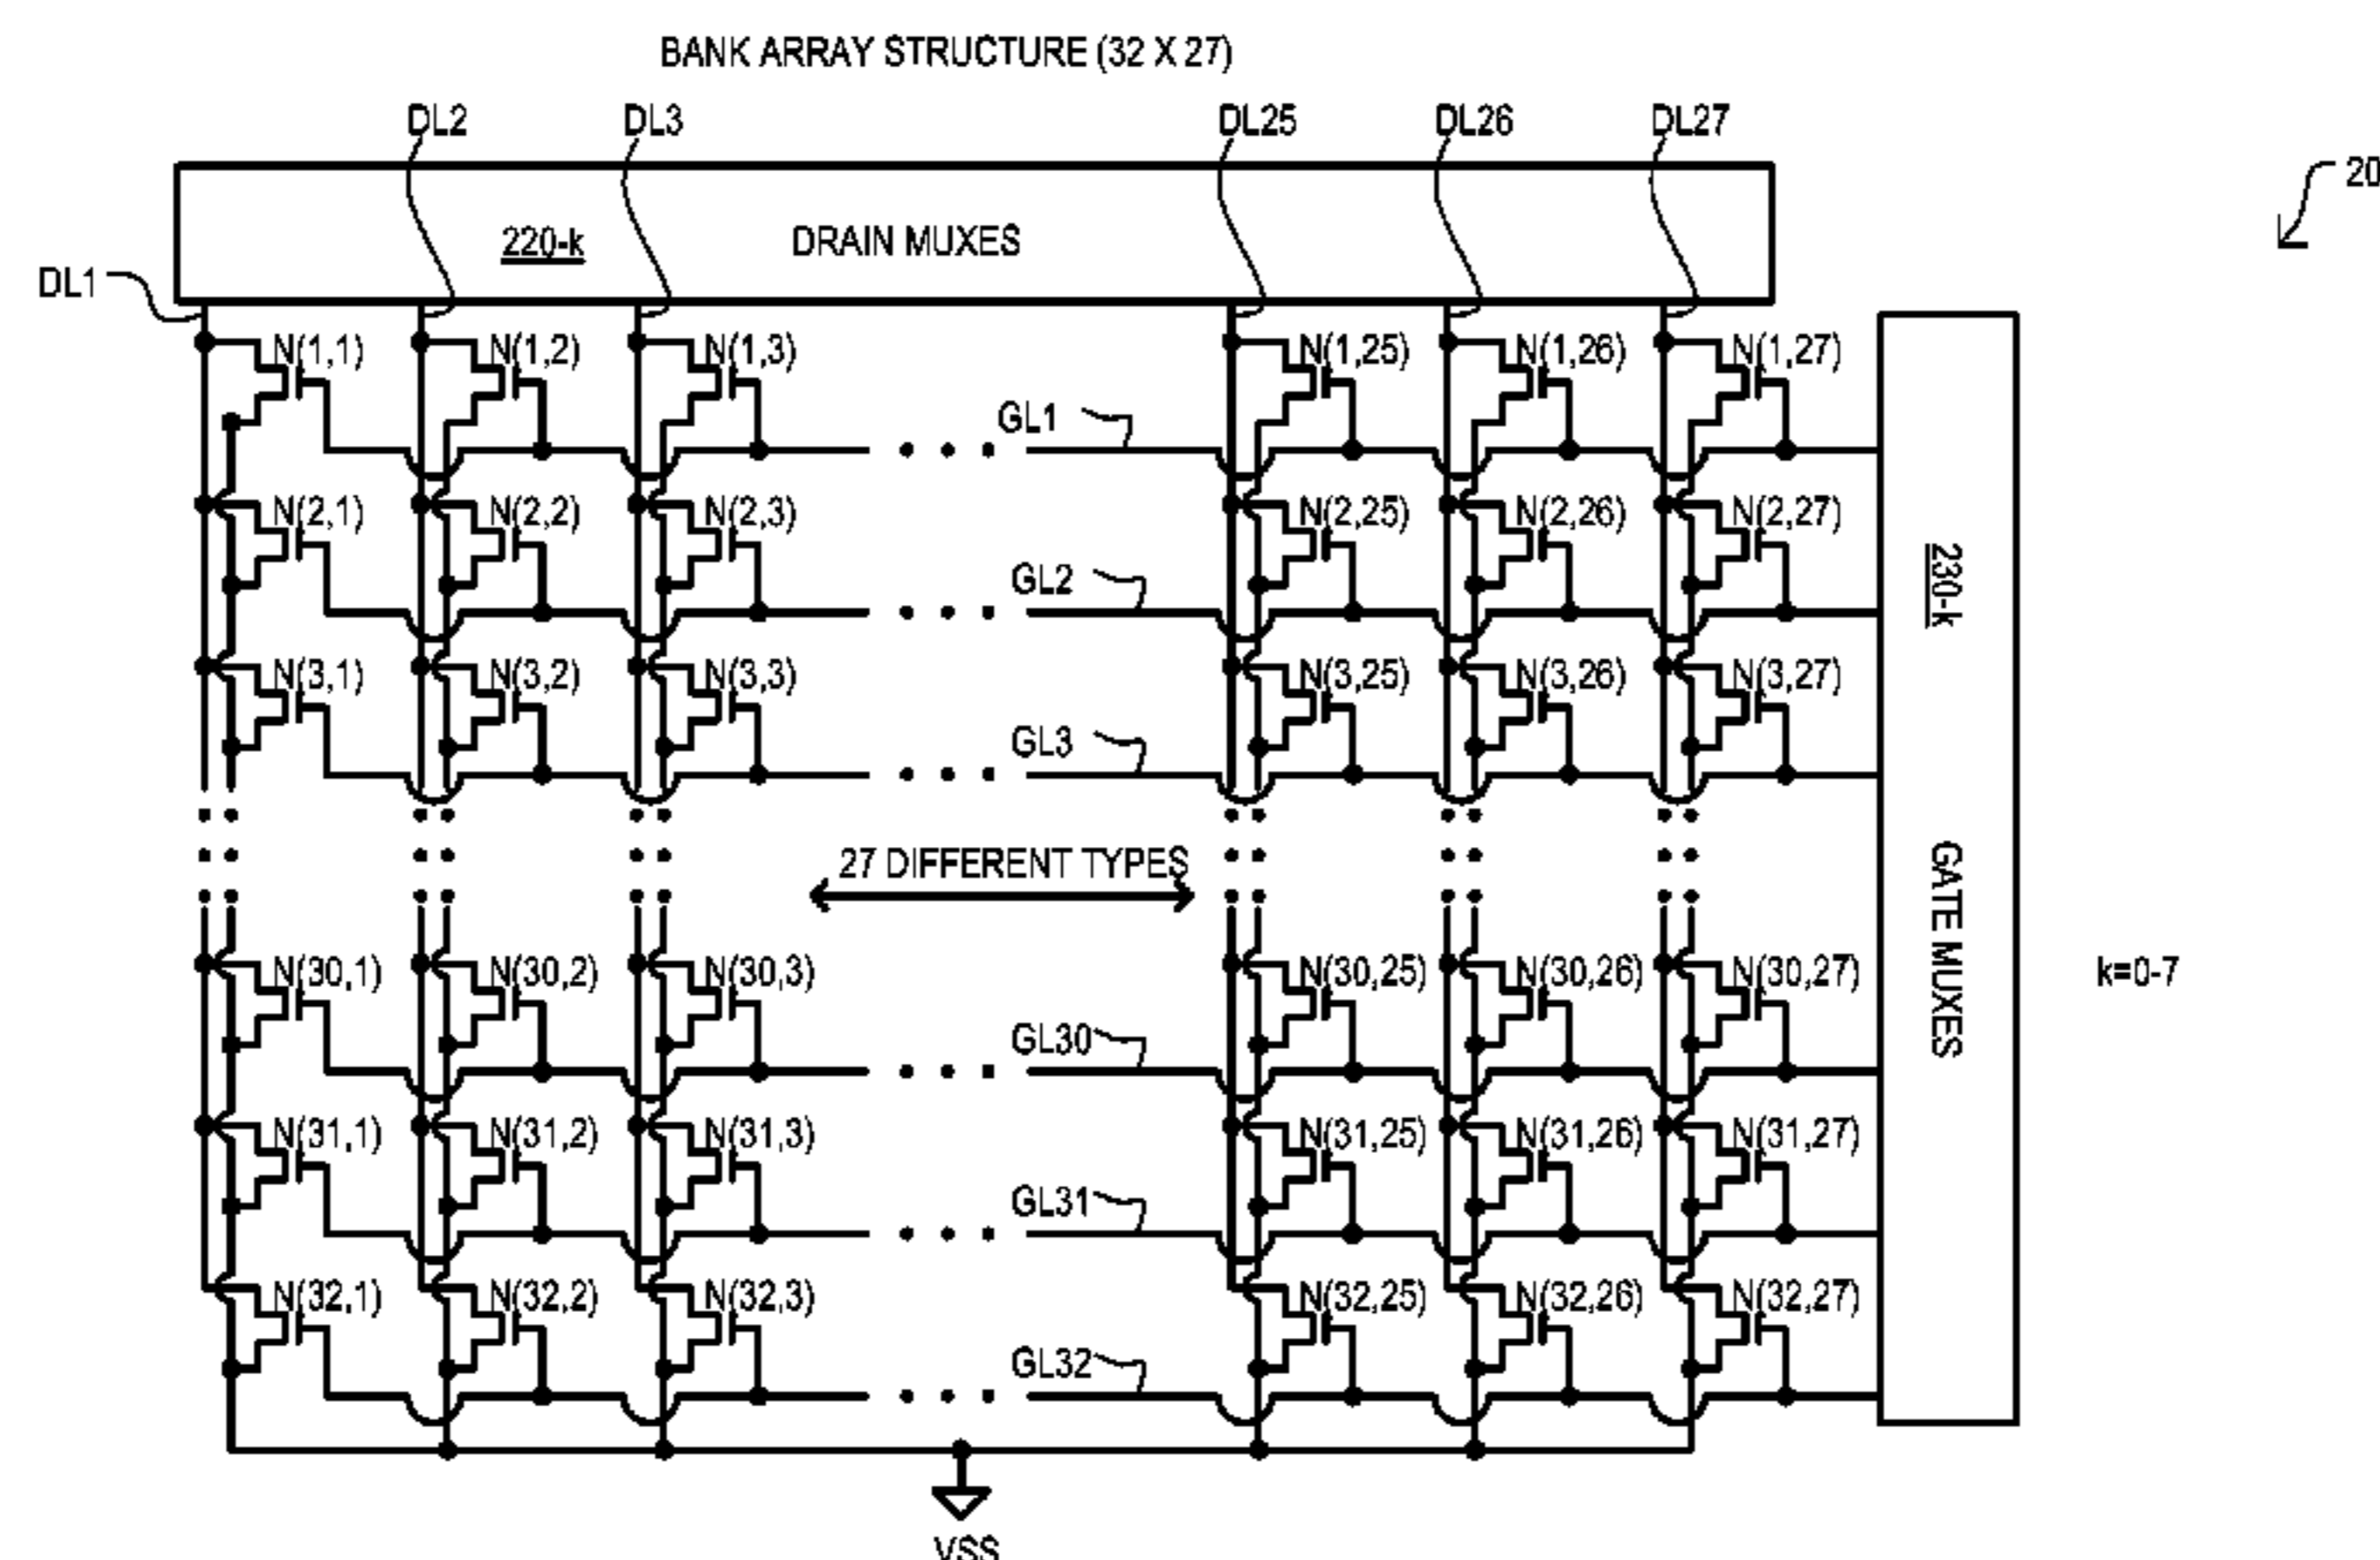 BANK ARRAY STRUCTURE (32 X 27)
DL2 DL3 DL25 DL26 DL27
20
220-k DRAIN MUXES
DL1
N(1,1) N(1,2) N(1,3) N(1,25) N(1,26) N(1,27)
GL1
N(2,1) N(2,2) N(2,3) N(2,25) N(2,26) N(2,27)
GL2
230-k
N(3,1) N(3,2) N(3,3) N(3,25) N(3,26) N(3,27)
GL3
27 DIFFERENT TYPES
GATE MUXES
N(30,1) N(30,2) N(30,3) N(30,25) N(30,26) N(30,27)
k=0-7
GL30
N(31,1) N(31,2) N(31,3) N(31,25) N(31,26) N(31,27)
GL31
N(32,1) N(32,2) N(32,3) N(32,25) N(32,26) N(32,27)
GL32
VSS